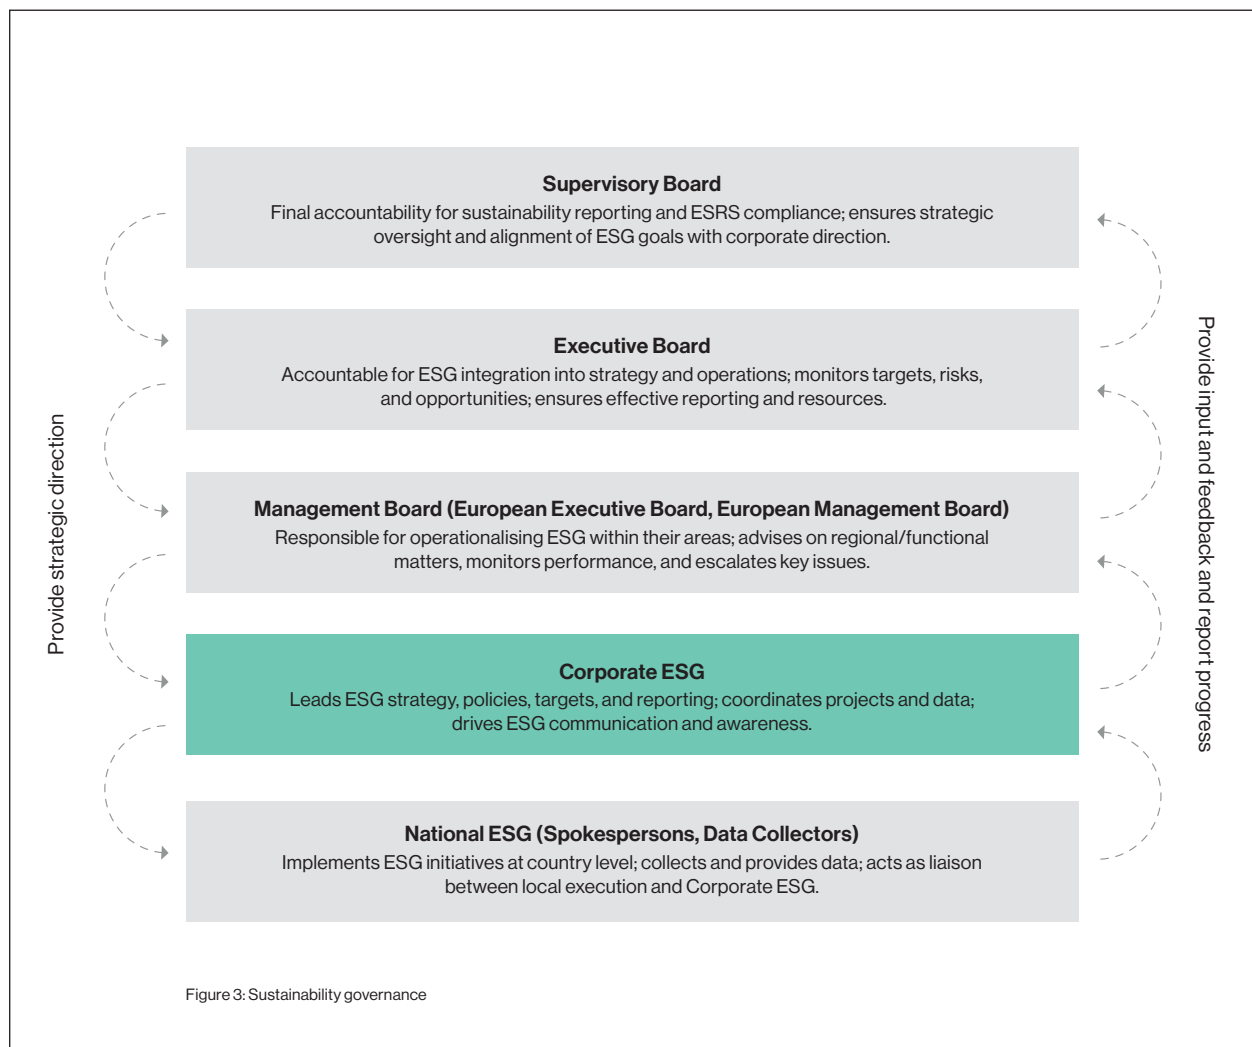 Supervisory Board
Final accountability for sustainability reporting and ESRS compliance; ensures strategic
oversight and alignment of ESG goals with corporate direction.
Executive Board
Accountable for ESG integration into strategy and operations; monitors targets, risks,
and opportunities; ensures effective reporting and resources.
Management Board (European Executive Board, European Management Board)
Responsible for operationalising ESG within their areas; advises on regional/functional
matters, monitors performance, and escalates key issues.
Corporate ESG
Leads ESG strategy, policies, targets, and reporting; coordinates projects and data;
drives ESG communication and awareness.
National ESG (Spokespersons, Data Collectors)
Implements ESG initiatives at country level; collects and provides data; acts as liaison
between local execution and Corporate ESG.
Provide strategic direction
Provide input and feedback and report progress
Figure 3: Sustainability governance